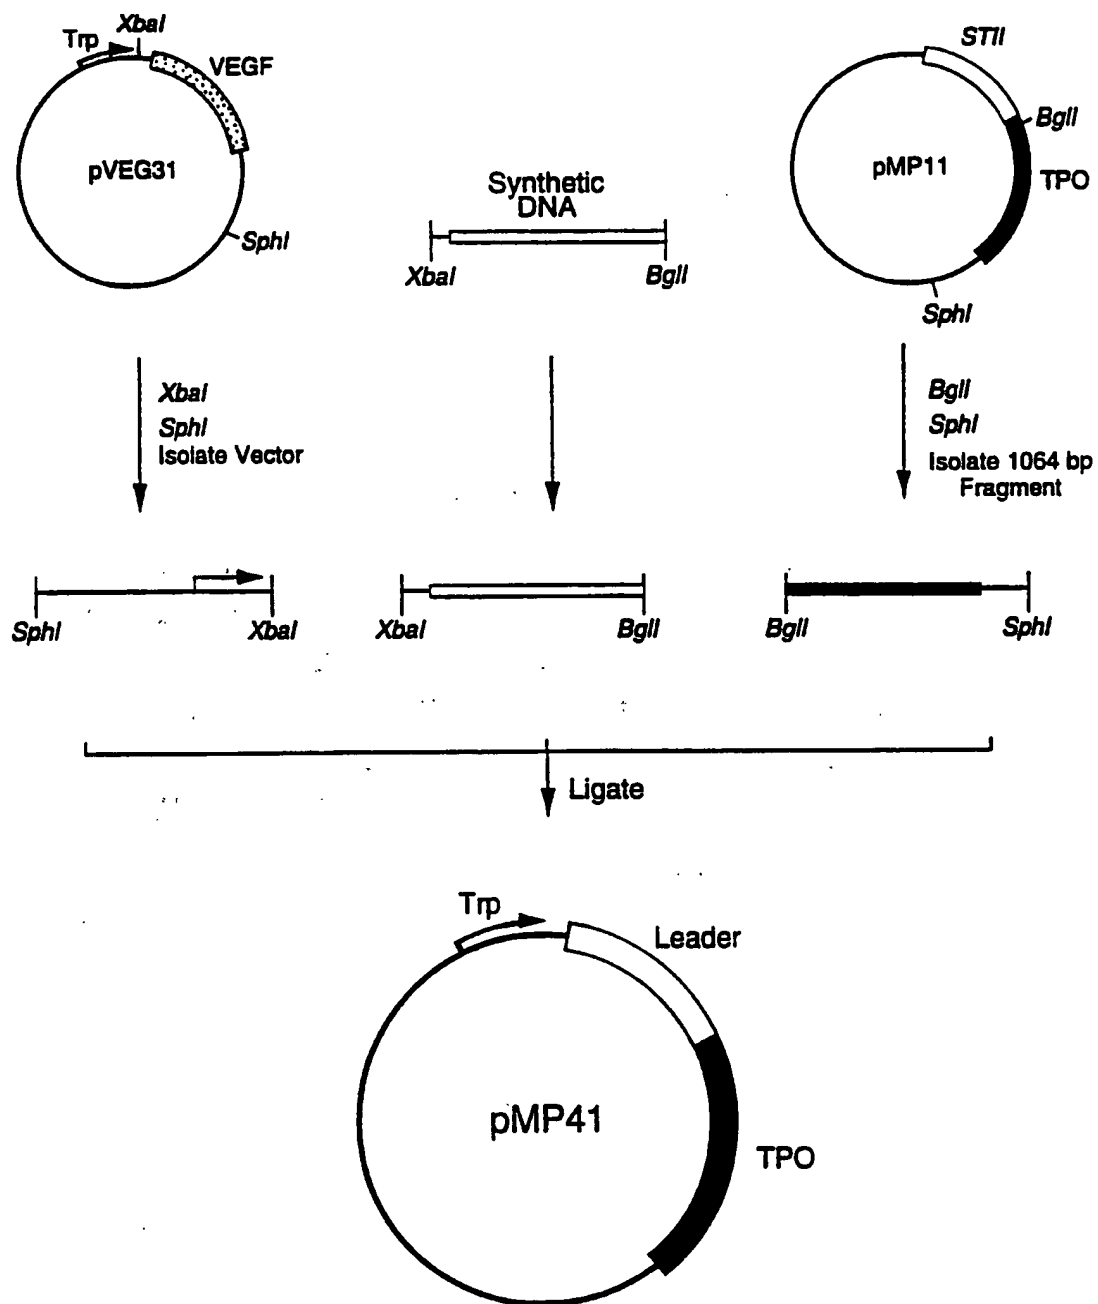 XbaI
Trp
VEGF
pVEG31
SphI
Synthetic
DNA
XbaI
BglI
STII
BglI
pMP11
TPO
SphI
XbaI
SphI
Isolate Vector
BglI
SphI
Isolate 1064 bp
Fragment
SphI
XbaI
XbaI
BglI
BglI
SphI
Ligate
Trp
Leader
pMP41
TPO